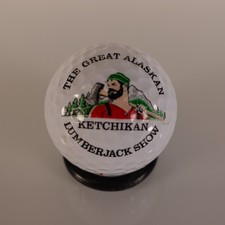 THE GREAT ALASKAN
KETCHIKAN
LUMBERJACK SHOW